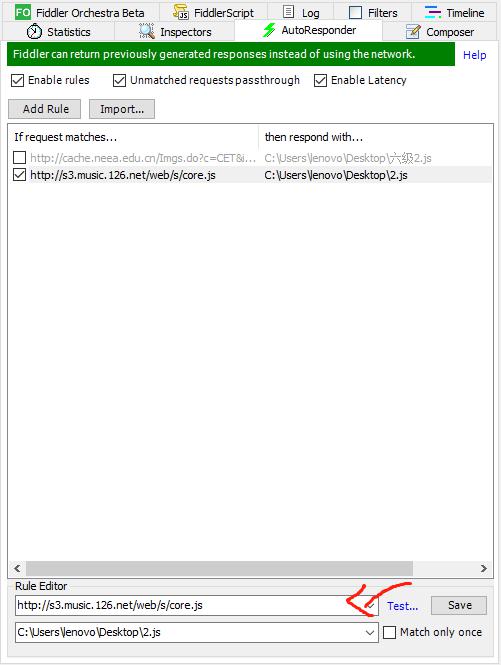 FO Fiddler Orchestra Beta JS FiddlerScript Log Filters Timeline
Statistics Inspectors AutoResponder Composer
Fiddler can return previously generated responses instead of using the network. Help
Enable rules Unmatched requests passthrough Enable Latency
Add Rule Import...
If request matches... then respond with...
http://cache.neea.edu.cn/Imgs.do?c=CET&i... C:\Users\lenovo\Desktop\六级2.js
http://s3.music.126.net/web/s/core.js C:\Users\lenovo\Desktop\2.js
Rule Editor
http://s3.music.126.net/web/s/core.js Test... Save
C:\Users\lenovo\Desktop\2.js Match only once